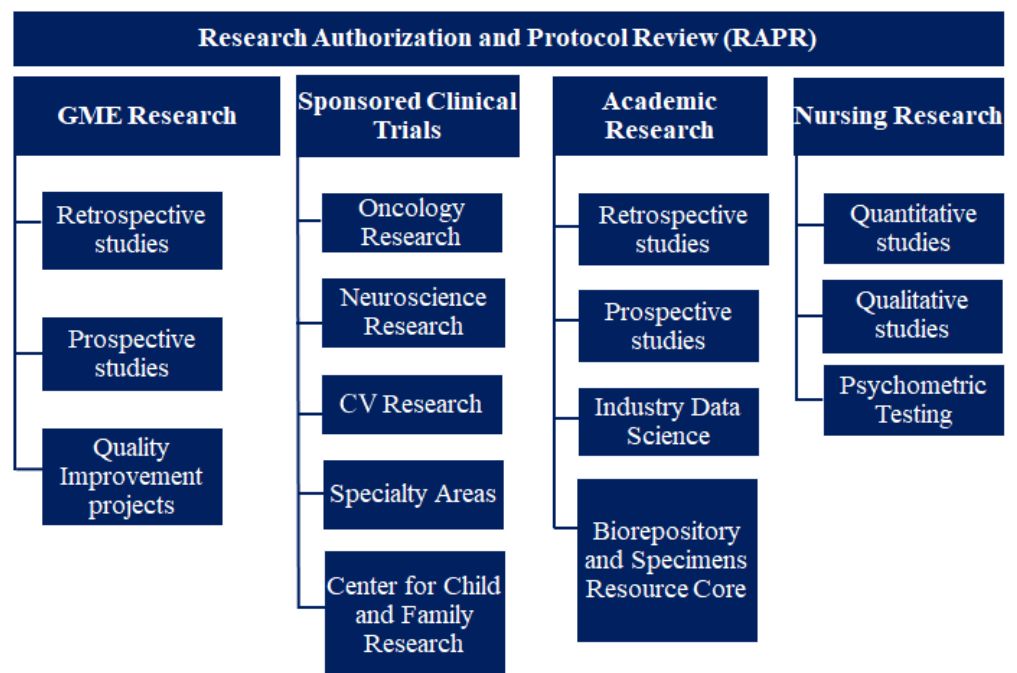 Research Authorization and Protocol Review (RAPR)
GME Research
Retrospective
studies
Prospective
studies
Quality
Improvement
projects
Sponsored Clinical
Trials
Oncology
Research
Neuroscience
Research
CV Research
Specialty Areas
Center for Child
and Family
Research
Academic
Research
Retrospective
studies
Prospective
studies
Industry Data
Science
Biorepository
and Specimens
Resource Core
Nursing Research
Quantitative
studies
Qualitative
studies
Psychometric
Testing